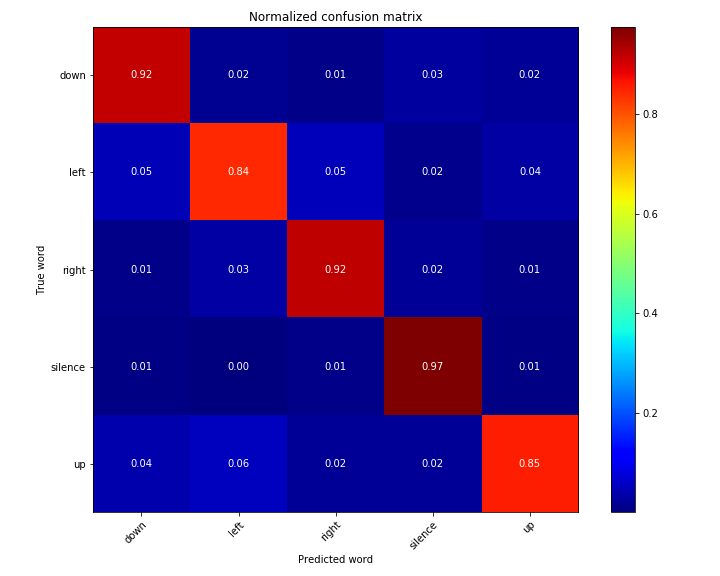 Normalized confusion matrix
down 0.92 0.02 0.01 0.03 0.02
0.8
left 0.05 0.84 0.05 0.02 0.04
0.6
True word
right 0.01 0.03 0.92 0.02 0.01
0.4
silence 0.01 0.00 0.01 0.97 0.01
0.2
up 0.04 0.06 0.02 0.02 0.85
down left right silence up
Predicted word